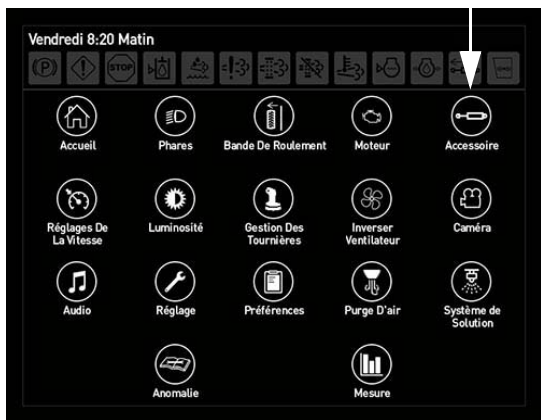 Vendredi 8:20 Matin
(P) STOP
Accueil Phares Bande De Roulement Moteur Accessoire
Réglages De La Vitesse Luminosité Gestion Des Tournières Inverser Ventilateur Caméra
Audio Réglage Préférences Purge D'air Système de Solution
Anomalie Mesure